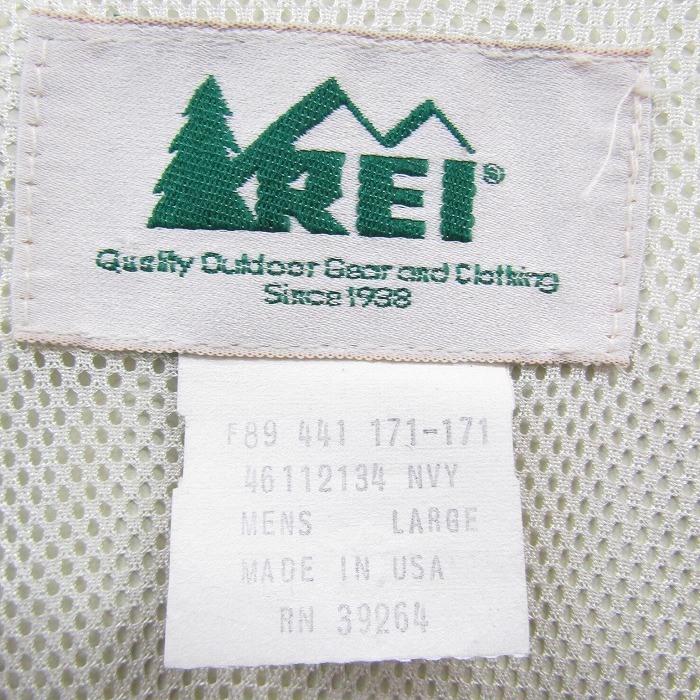 REI®
Quality Outdoor Gear and Clothing
Since 1938
F89 441 171-171
46112134 NVY
MENS LARGE
MADE IN USA
RN 39264